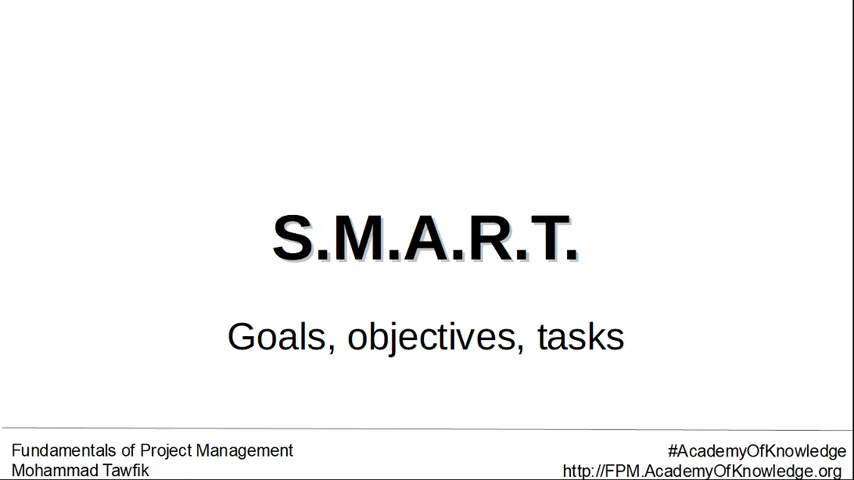 S.M.A.R.T.
Goals, objectives, tasks
Fundamentals of Project Management
Mohammad Tawfik
#AcademyOfKnowledge
http://FPM.AcademyOfKnowledge.org